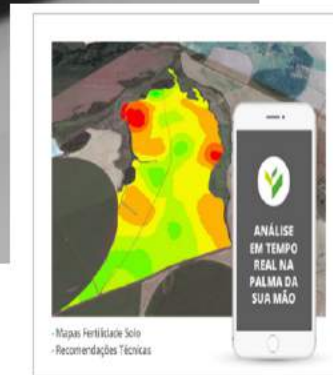 ANÁLISE
EM TEMPO
REAL NA
PALMA DA
SUA MÃO
- Mapas Fertilidade Solo
- Recomendações Técnicas